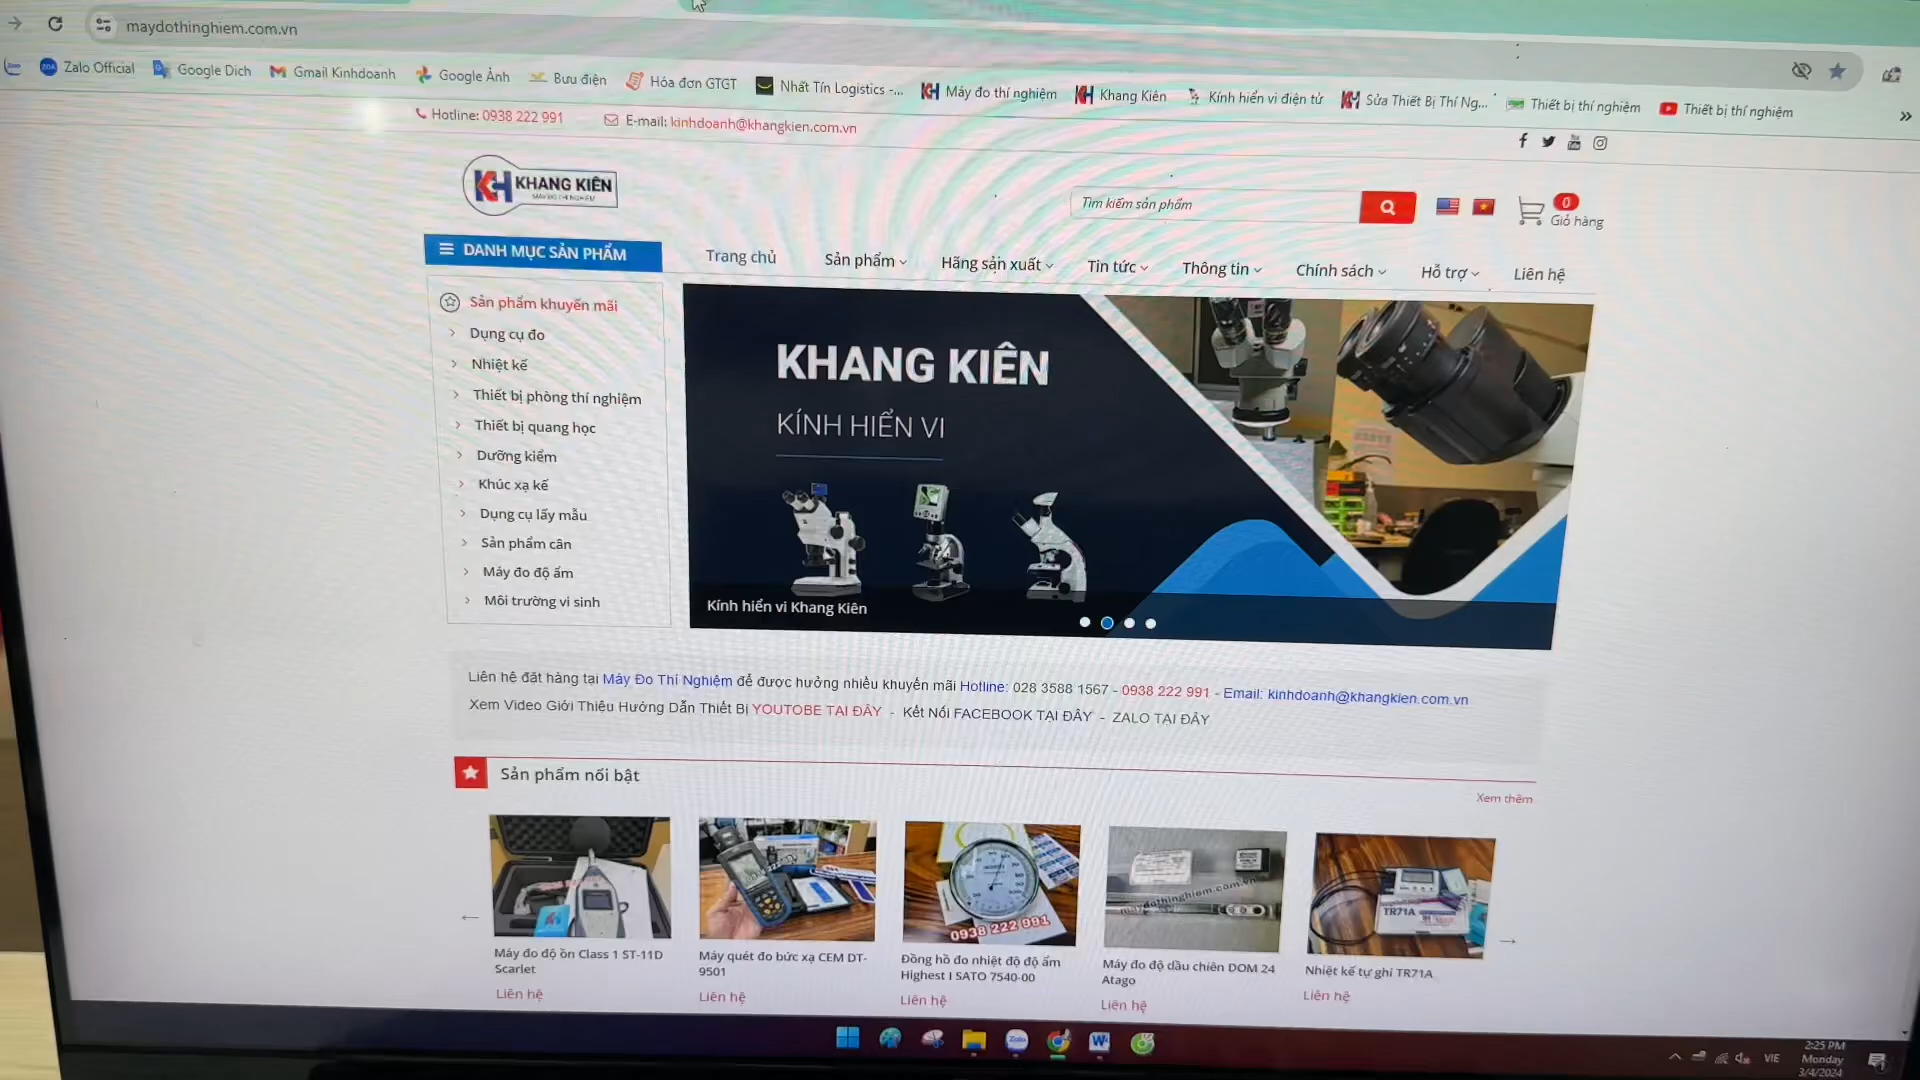 maydothinghiem.com.vn
Zalo Official
Google Dich
Gmail Kinhdoanh
Google Ảnh
Bưu điện
Hóa đơn GTGT
Nhất Tín Logistics -...
Máy đo thí nghiệm
Khang Kiên
Kính hiển vi điện tử
Sửa Thiết Bị Thí Ng...
Thiết bị thí nghiệm
Thiết bị thí nghiệm
Hotline: 0938 222 991
E-mail: kinhdoanh@khangkien.com.vn
KH KHANG KIÊN
MÁY ĐO THÍ NGHIỆM
Tìm kiếm sản phẩm
0
Giỏ hàng
DANH MỤC SẢN PHẨM
Trang chủ
Sản phẩm
Hãng sản xuất
Tin tức
Thông tin
Chính sách
Hỗ trợ
Liên hệ
Sản phẩm khuyến mãi
Dụng cụ đo
Nhiệt kế
Thiết bị phòng thí nghiệm
Thiết bị quang học
Dưỡng kiểm
Khúc xạ kế
Dụng cụ lấy mẫu
Sản phẩm cân
Máy đo độ ẩm
Môi trường vi sinh
KHANG KIÊN
KÍNH HIỂN VI
Kính hiển vi Khang Kiên
Liên hệ đặt hàng tại Máy Đo Thí Nghiệm để được hưởng nhiều khuyến mãi Hotline: 028 3588 1567 - 0938 222 991 - Email: kinhdoanh@khangkien.com.vn
Xem Video Giới Thiệu Hướng Dẫn Thiết Bị YOUTOBE TẠI ĐÂY - Kết Nối FACEBOOK TẠI ĐÂY - ZALO TẠI ĐÂY
Sản phẩm nổi bật
Xem thêm
0938 222 991
maydothinghiem.com.vn
TR71A
Máy đo độ ồn Class 1 ST-11D
Scarlet
Liên hệ
Máy quét đo bức xạ CEM DT-
9501
Liên hệ
Đồng hồ đo nhiệt độ độ ẩm
Highest I SATO 7540-00
Liên hệ
Máy đo độ dầu chiên DOM 24
Atago
Liên hệ
Nhiệt kế tự ghi TR71A
Liên hệ
Zalo
VIE
2:25 PM
Monday
3/4/2024